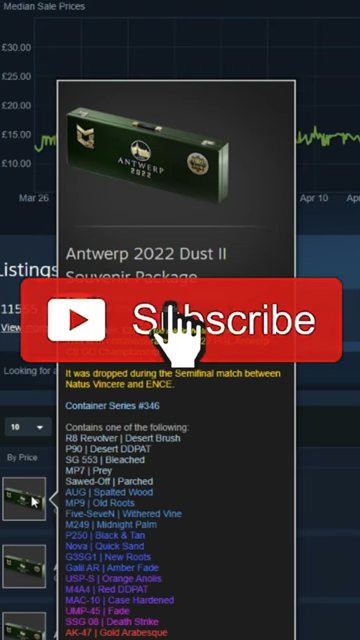 Median Sale Prices
£30.00
£25.00
£20.00
£15.00
£10.00
Mar 26
Apr 10
ANTWERP
2022
Antwerp 2022 Dust II
Souvenir Package
Listings
Subscribe
It was dropped during the Semifinal match between
Natus Vincere and ENCE.
Looking for
Container Series #346
Contains one of the following:
10
R8 Revolver | Desert Brush
P90 | Desert DDPAT
By Price
SG 553 | Bleached
MP7 | Prey
Sawed-Off | Parched
AUG | Spalted Wood
MP9 | Old Roots
Five-SeveN | Withered Vine
M249 | Midnight Palm
P250 | Black & Tan
Nova | Quick Sand
G3SG1 | New Roots
Galil AR | Amber Fade
USP-S | Orange Anolis
M4A4 | Red DDPAT
MAC-10 | Case Hardened
UMP-45 | Fade
SSG 08 | Death Strike
AK-47 | Gold Arabesque